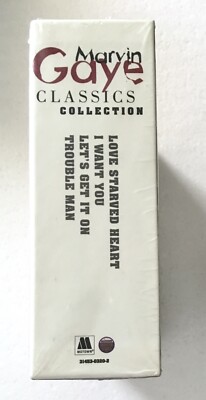 Marvin
Gaye
CLASSICS
COLLECTION
LOVE STARVED HEART
I WANT YOU
LET'S GET IT ON
TROUBLE MAN
M
MOTOWN